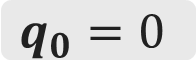 q₀ = 0